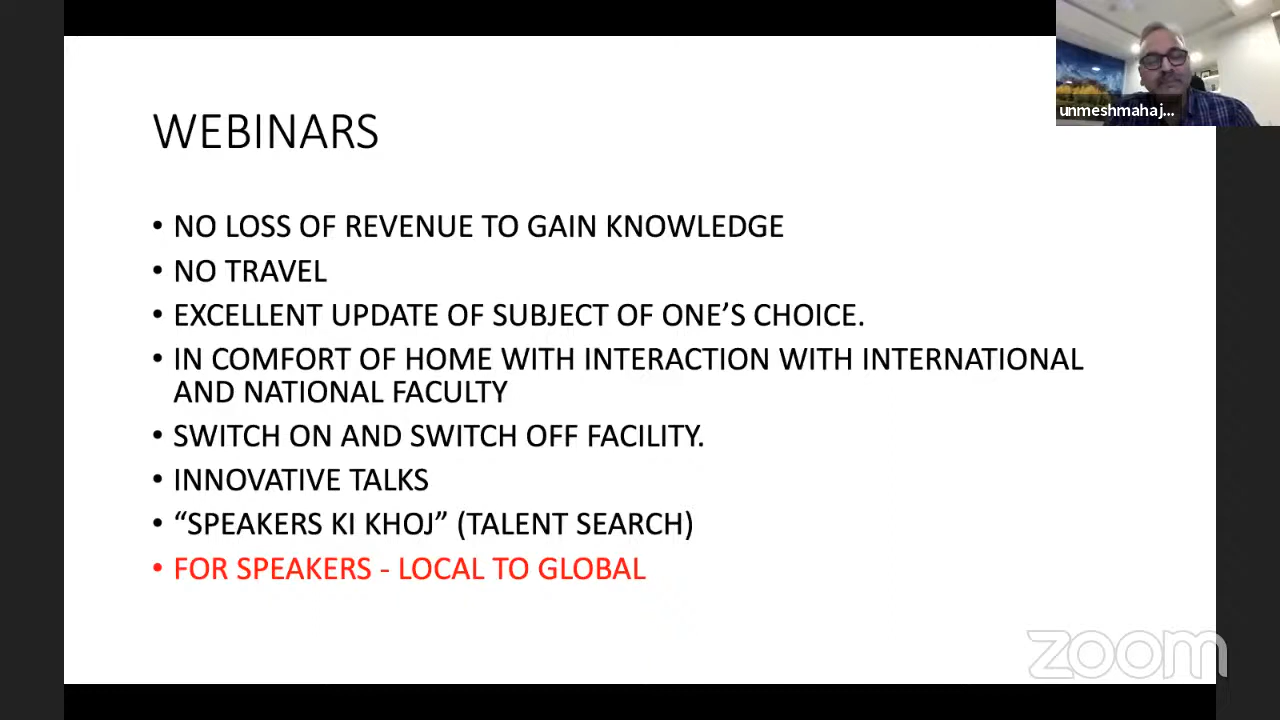 unmeshmahaj...
WEBINARS
• NO LOSS OF REVENUE TO GAIN KNOWLEDGE
• NO TRAVEL
• EXCELLENT UPDATE OF SUBJECT OF ONE’S CHOICE.
• IN COMFORT OF HOME WITH INTERACTION WITH INTERNATIONAL
AND NATIONAL FACULTY
• SWITCH ON AND SWITCH OFF FACILITY.
• INNOVATIVE TALKS
• “SPEAKERS KI KHOJ” (TALENT SEARCH)
• FOR SPEAKERS - LOCAL TO GLOBAL
zoom